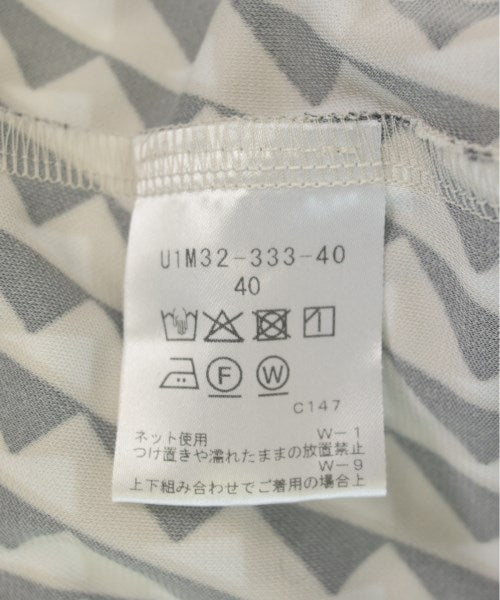 U1M32-333-40
40
F W
C147
W-1
ネット使用
つけ置きや濡れたままの放置禁止
W-9
上下組み合わせでご着用の場合上